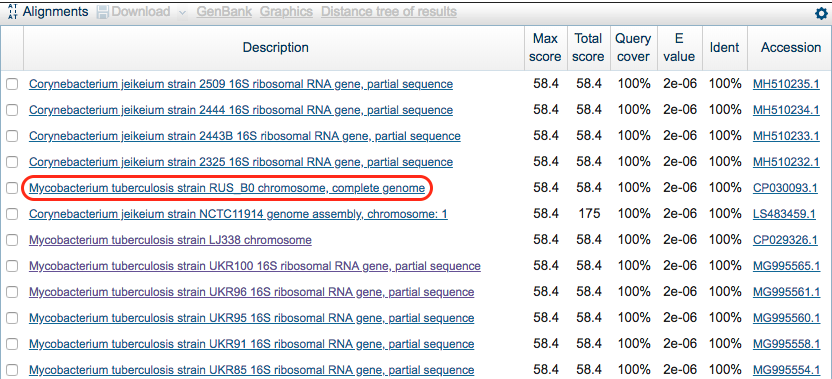 Alignments Download GenBank Graphics Distance tree of results
Description Max score Total score Query cover E value Ident Accession
Corynebacterium jeikeium strain 2509 16S ribosomal RNA gene, partial sequence 58.4 58.4 100% 2e-06 100% MH510235.1
Corynebacterium jeikeium strain 2444 16S ribosomal RNA gene, partial sequence 58.4 58.4 100% 2e-06 100% MH510234.1
Corynebacterium jeikeium strain 2443B 16S ribosomal RNA gene, partial sequence 58.4 58.4 100% 2e-06 100% MH510233.1
Corynebacterium jeikeium strain 2325 16S ribosomal RNA gene, partial sequence 58.4 58.4 100% 2e-06 100% MH510232.1
Mycobacterium tuberculosis strain RUS_B0 chromosome, complete genome 58.4 58.4 100% 2e-06 100% CP030093.1
Corynebacterium jeikeium strain NCTC11914 genome assembly, chromosome: 1 58.4 175 100% 2e-06 100% LS483459.1
Mycobacterium tuberculosis strain LJ338 chromosome 58.4 58.4 100% 2e-06 100% CP029326.1
Mycobacterium tuberculosis strain UKR100 16S ribosomal RNA gene, partial sequence 58.4 58.4 100% 2e-06 100% MG995565.1
Mycobacterium tuberculosis strain UKR96 16S ribosomal RNA gene, partial sequence 58.4 58.4 100% 2e-06 100% MG995561.1
Mycobacterium tuberculosis strain UKR95 16S ribosomal RNA gene, partial sequence 58.4 58.4 100% 2e-06 100% MG995560.1
Mycobacterium tuberculosis strain UKR91 16S ribosomal RNA gene, partial sequence 58.4 58.4 100% 2e-06 100% MG995558.1
Mycobacterium tuberculosis strain UKR85 16S ribosomal RNA gene, partial sequence 58.4 58.4 100% 2e-06 100% MG995554.1